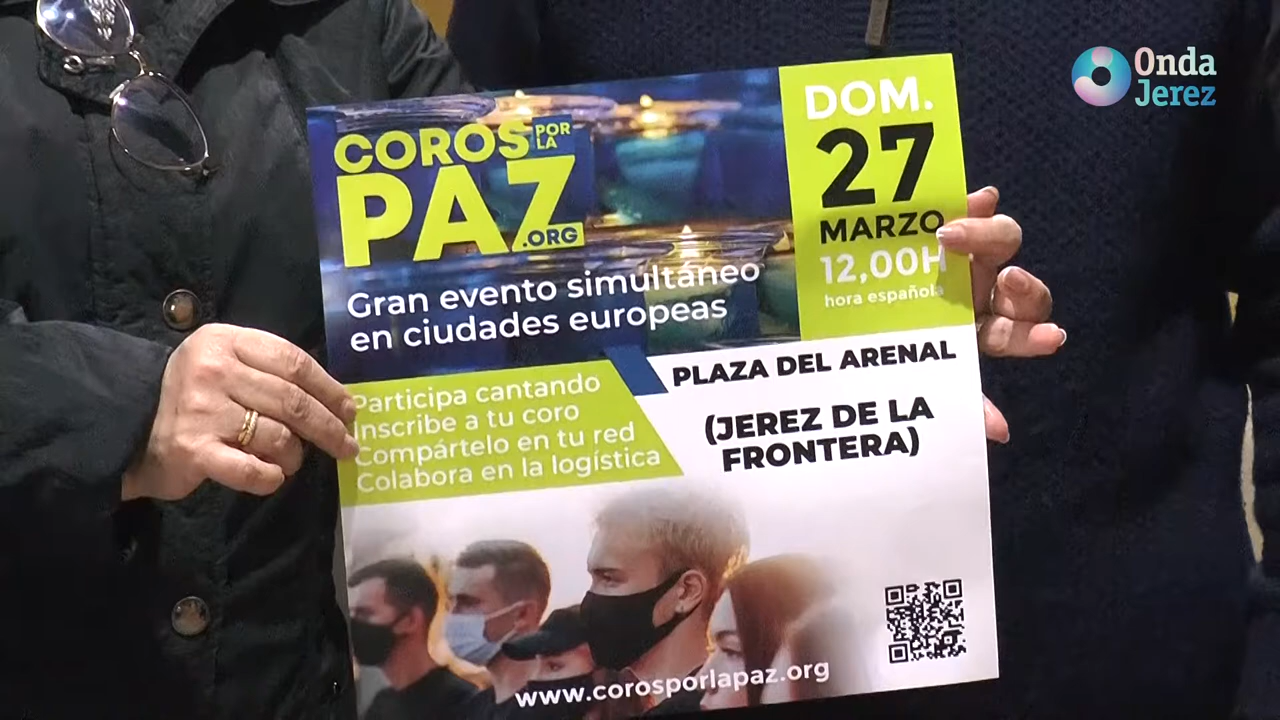 Onda
Jerez
COROS POR LA
PAZ
.ORG
Gran evento simultáneo
en ciudades europeas
DOM.
27
MARZO
12,00H
hora española
Participa cantando
Inscribe a tu coro
Compártelo en tu red
Colabora en la logística
PLAZA DEL ARENAL
(JEREZ DE LA
FRONTERA)
www.corosporlapaz.org